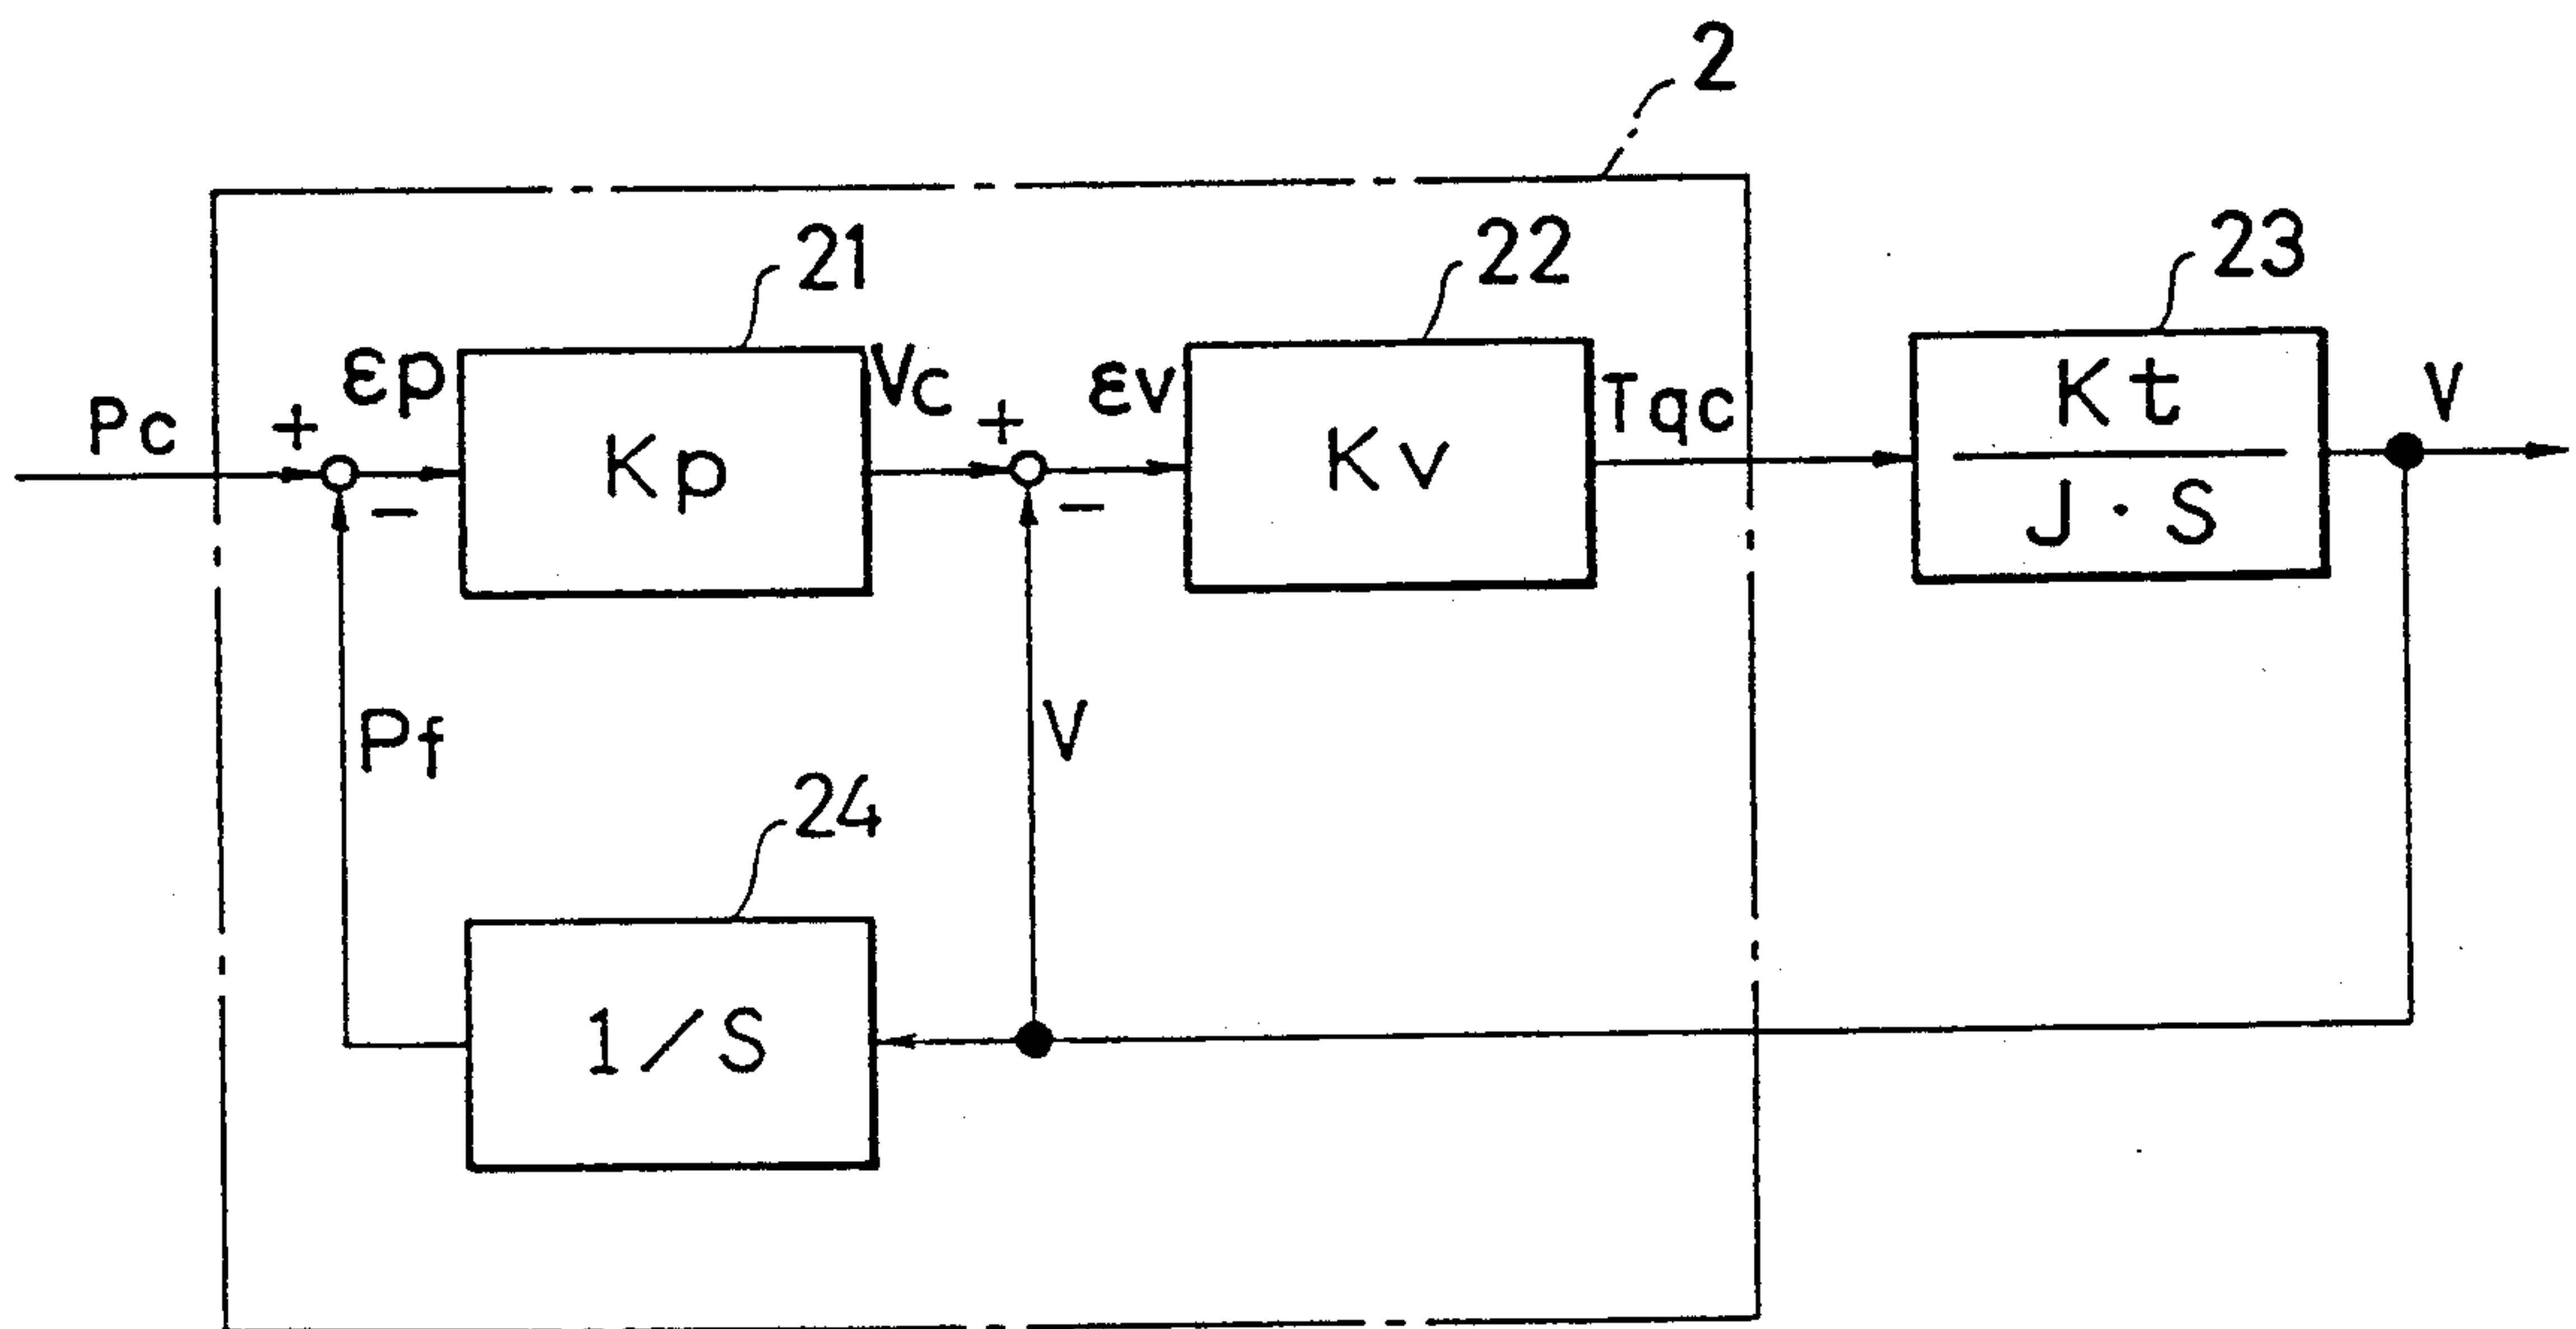 2
21
22
23
εp
Vc
εv
Tqc
Kt
V
Pc
+
+
Kp
Kv
J·S
−
−
Pf
V
24
1/S